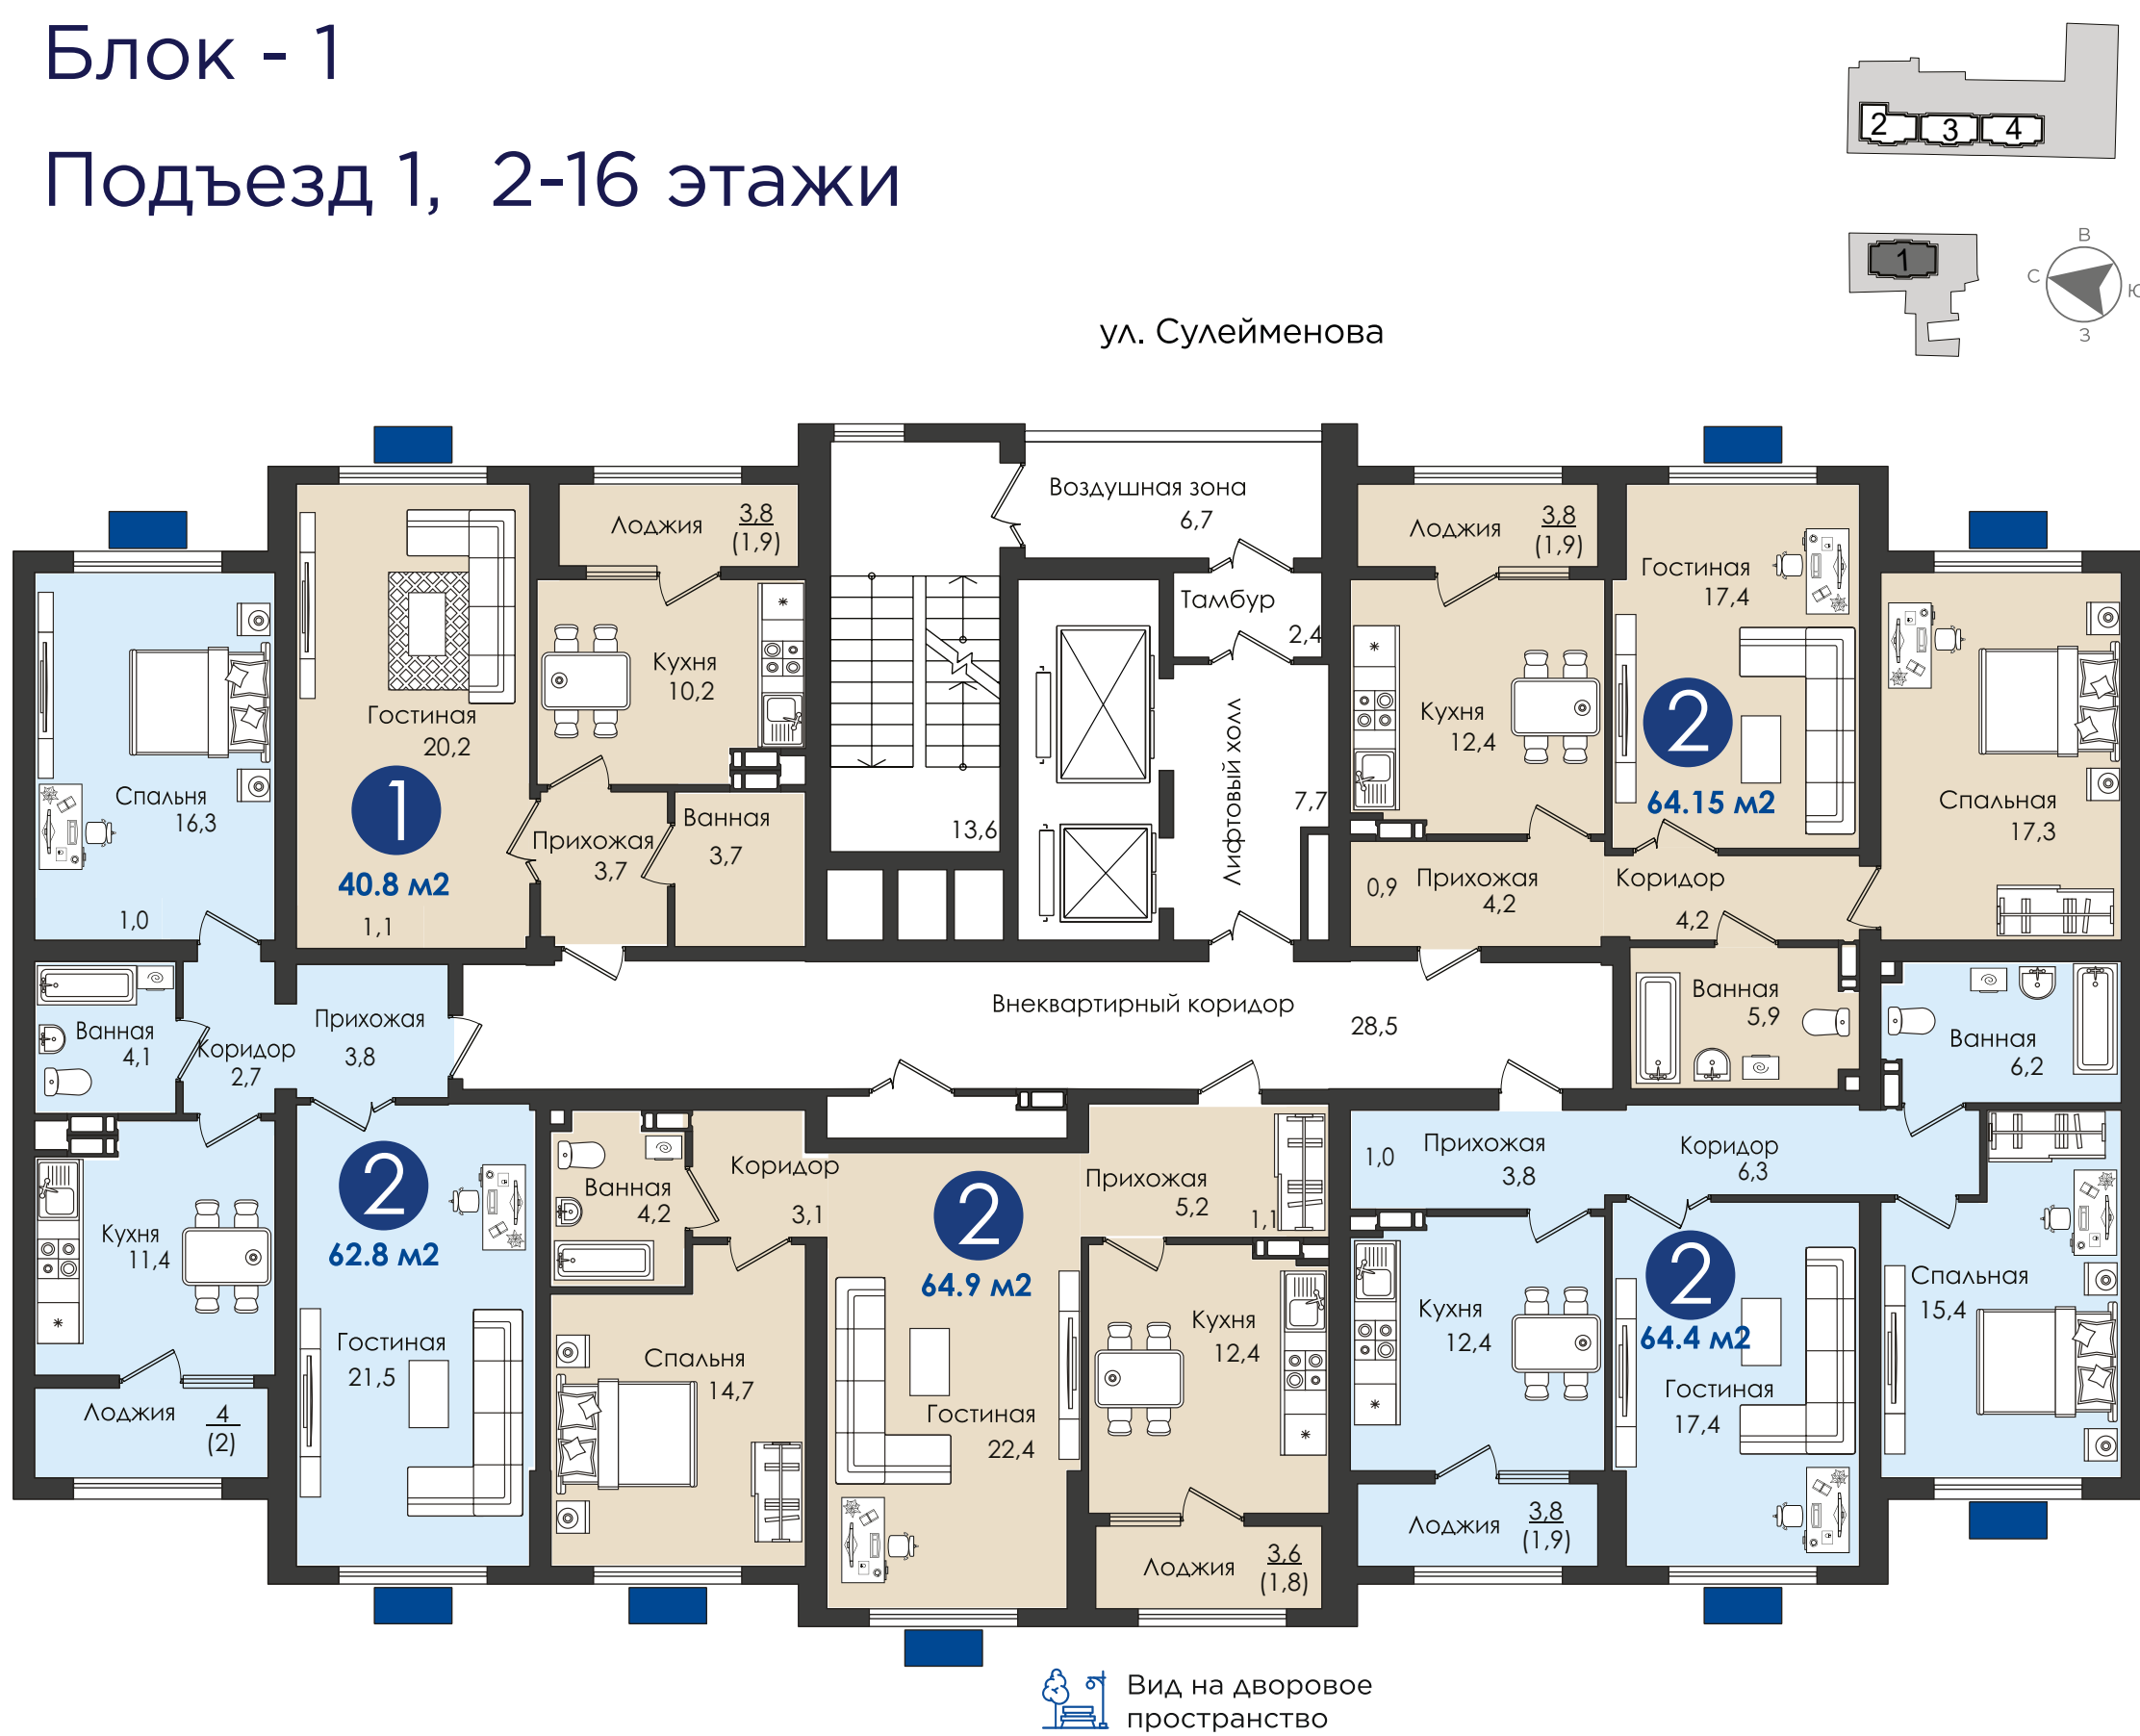 Блок - 1
Подъезд 1, 2-16 этажи
2
3
4
1
В
С
Ю
З
ул. Сулейменова
Спальня
16,3
1,0
Гостиная
20,2
1
40.8 м2
1,1
Лоджия
3,8
(1,9)
Кухня
10,2
Прихожая
3,7
Ванная
3,7
13,6
Воздушная зона
6,7
Тамбур
2,4
Лифтовый холл
7,7
Лоджия
3,8
(1,9)
Кухня
12,4
Гостиная
17,4
2
64.15 м2
Спальная
17,3
0,9
Прихожая
4,2
Коридор
4,2
Ванная
5,9
Ванная
4,1
Коридор
2,7
Прихожая
3,8
Внеквартирный коридор
28,5
Ванная
6,2
Кухня
11,4
Лоджия
4
(2)
2
62.8 м2
Гостиная
21,5
Ванная
4,2
Коридор
3,1
Спальня
14,7
2
64.9 м2
Гостиная
22,4
Прихожая
5,2
1,1
Кухня
12,4
Лоджия
3,6
(1,8)
1,0
Прихожая
3,8
Коридор
6,3
Кухня
12,4
Лоджия
3,8
(1,9)
2
64.4 м2
Гостиная
17,4
Спальная
15,4
Вид на дворовое
пространство